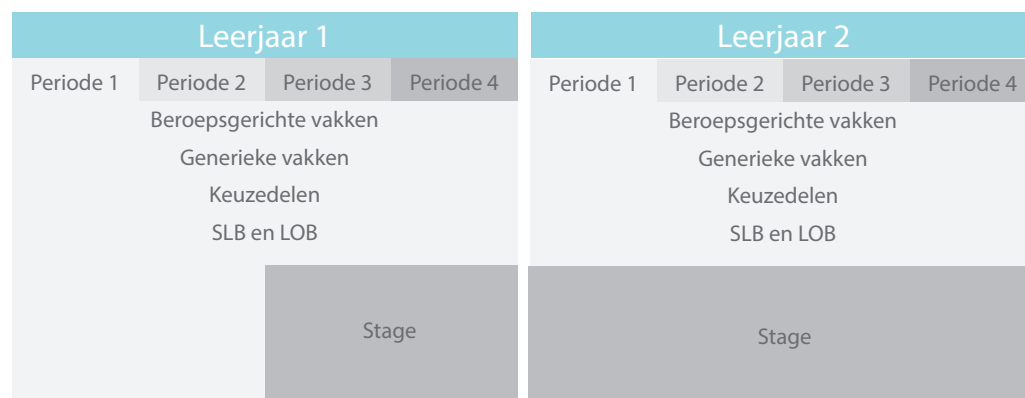 Leerjaar 1
Periode 1 Periode 2 Periode 3 Periode 4
Beroepsgerichte vakken
Generieke vakken
Keuzedelen
SLB en LOB
Stage
Leerjaar 2
Periode 1 Periode 2 Periode 3 Periode 4
Beroepsgerichte vakken
Generieke vakken
Keuzedelen
SLB en LOB
Stage